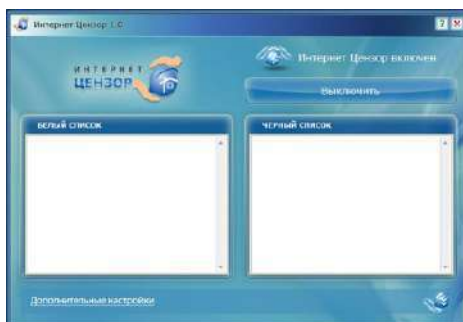 Интернет Цензор 1.0
ИНТЕРНЕТ
ЦЕНЗОР
Интернет Цензор включен
Выключить
БЕЛЫЙ СПИСОК
ЧЕРНЫЙ СПИСОК
Дополнительные настройки